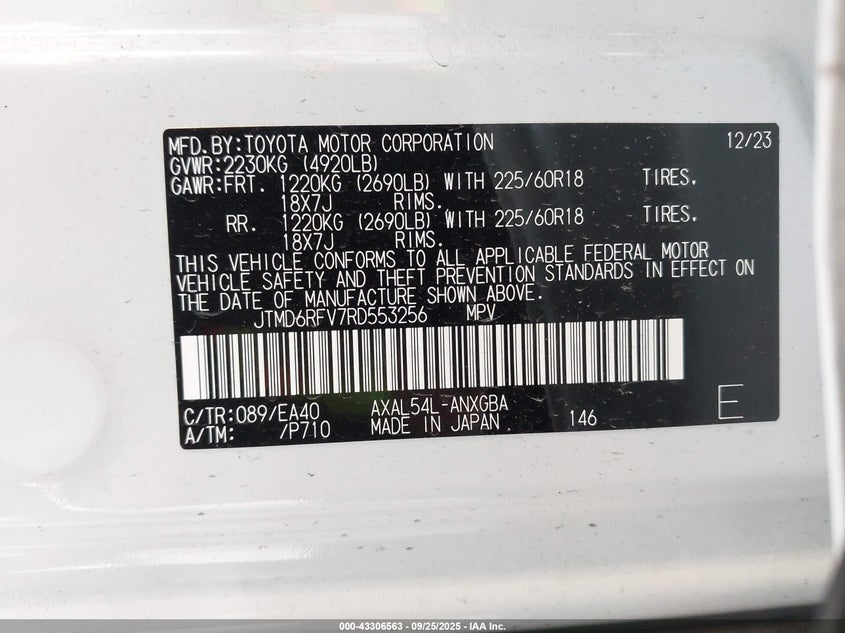 MFD.BY:TOYOTA MOTOR CORPORATION 12/23
GVWR:2230KG (4920LB)
GAWR:FRT. 1220KG (2690LB) WITH 225/60R18 TIRES.
18X7J RIMS.
RR. 1220KG (2690LB) WITH 225/60R18 TIRES.
18X7J RIMS.
THIS VEHICLE CONFORMS TO ALL APPLICABLE FEDERAL MOTOR
VEHICLE SAFETY AND THEFT PREVENTION STANDARDS IN EFFECT ON
THE DATE OF MANUFACTURE SHOWN ABOVE.
JTMD6RFV7RD553256 MPV
C/TR:089/EA40 AXAL54L-ANXGBA
A/TM: /P710 MADE IN JAPAN 146 E
000-43306563 - 09/25/2025 - IAA Inc.